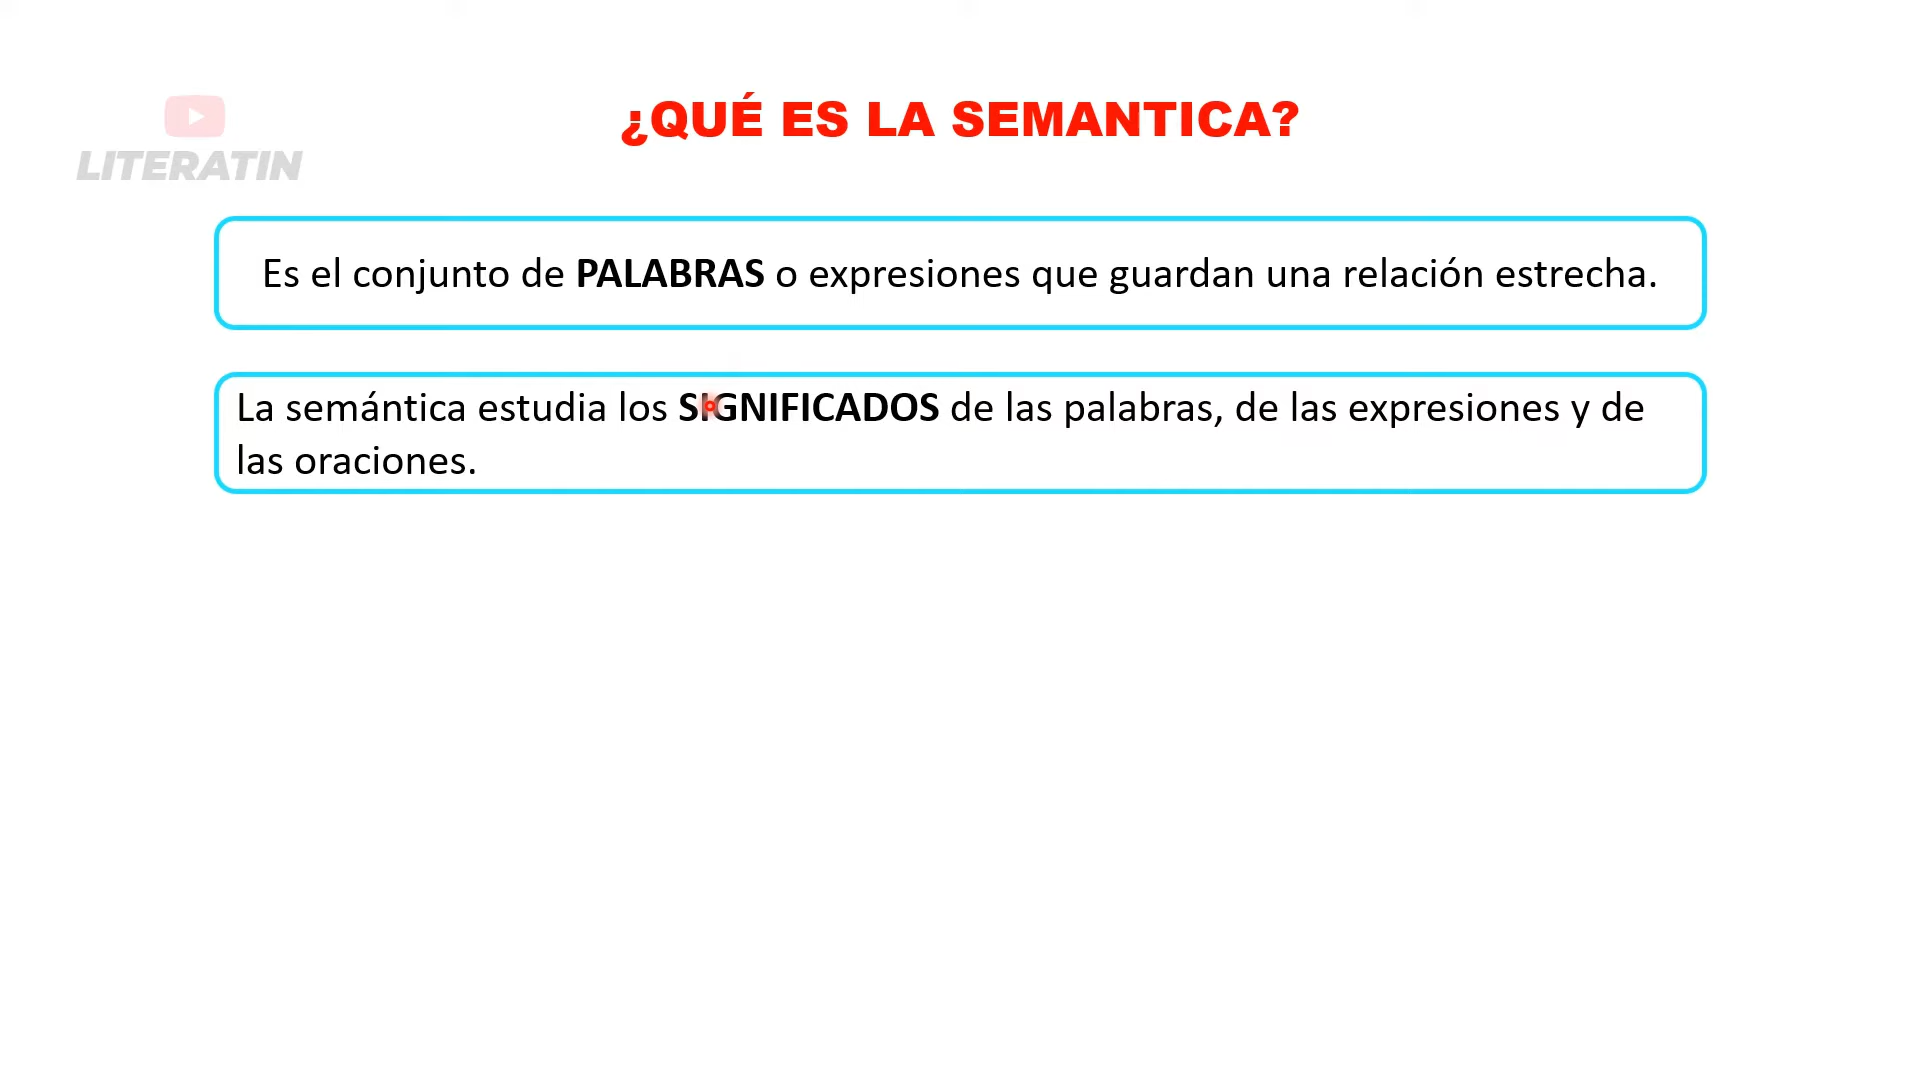 LITERATIN
¿QUÉ ES LA SEMANTICA?
Es el conjunto de PALABRAS o expresiones que guardan una relación estrecha.
La semántica estudia los SIGNIFICADOS de las palabras, de las expresiones y de
las oraciones.